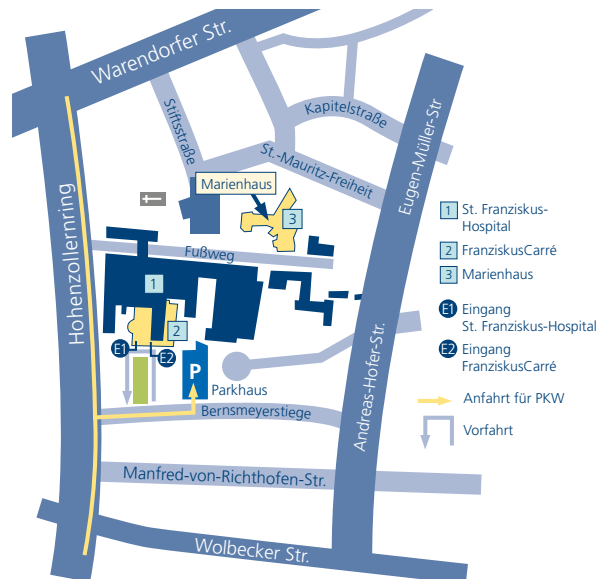 Warendorfer Str.
Stiftsstraße
Kapitelstraße
St.-Mauritz-Freiheit
Eugen-Müller-Str
Marienhaus
3
Hohenzollernring
Fußweg
1
2
E1
E2
P
Parkhaus
Bernsmeyerstiege
Andreas-Hofer-Str.
Manfred-von-Richthofen-Str.
Wolbecker Str.
1 St. Franziskus-
Hospital
2 FranziskusCarré
3 Marienhaus
E1 Eingang
St. Franziskus-Hospital
E2 Eingang
FranziskusCarré
Anfahrt für PKW
Vorfahrt